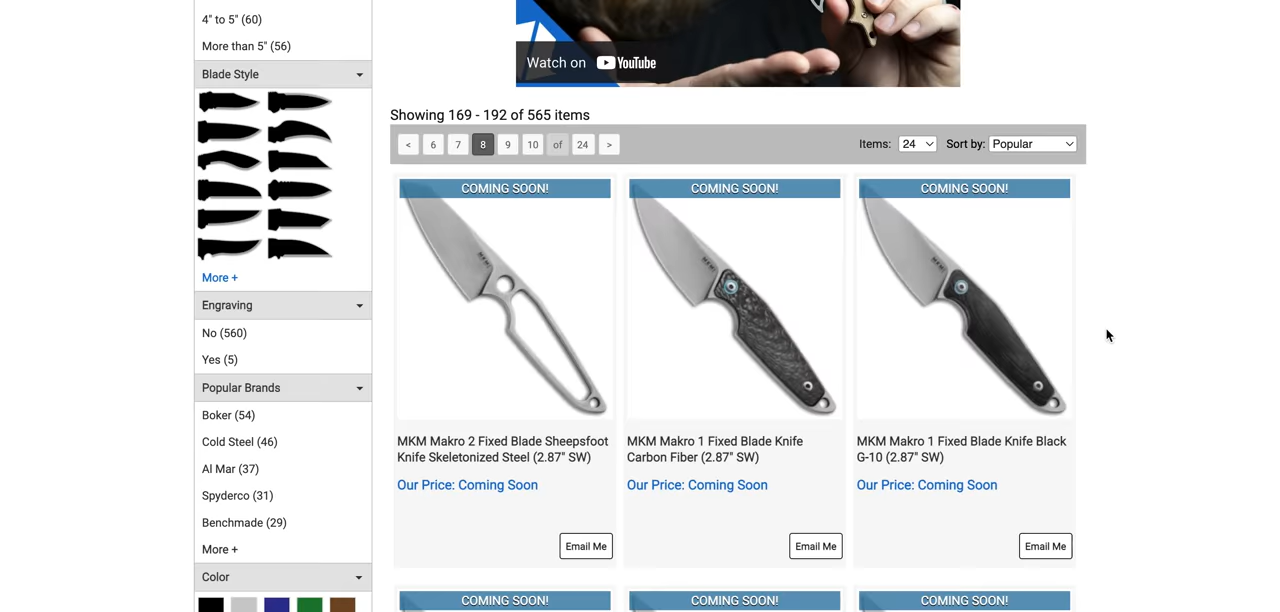 4" to 5" (60)
More than 5" (56)
Blade Style
More +
Engraving
No (560)
Yes (5)
Popular Brands
Boker (54)
Cold Steel (46)
Al Mar (37)
Spyderco (31)
Benchmade (29)
More +
Color
Watch on YouTube
Showing 169 - 192 of 565 items
< 6 7 8 9 10 of 24 >
Items: 24 Sort by: Popular
COMING SOON!
MKM
MKM Makro 2 Fixed Blade Sheepsfoot
Knife Skeletonized Steel (2.87" SW)
Our Price: Coming Soon
Email Me
COMING SOON!
MKM
MKM Makro 1 Fixed Blade Knife
Carbon Fiber (2.87" SW)
Our Price: Coming Soon
Email Me
COMING SOON!
MKM
MKM Makro 1 Fixed Blade Knife Black
G-10 (2.87" SW)
Our Price: Coming Soon
Email Me
COMING SOON!
COMING SOON!
COMING SOON!